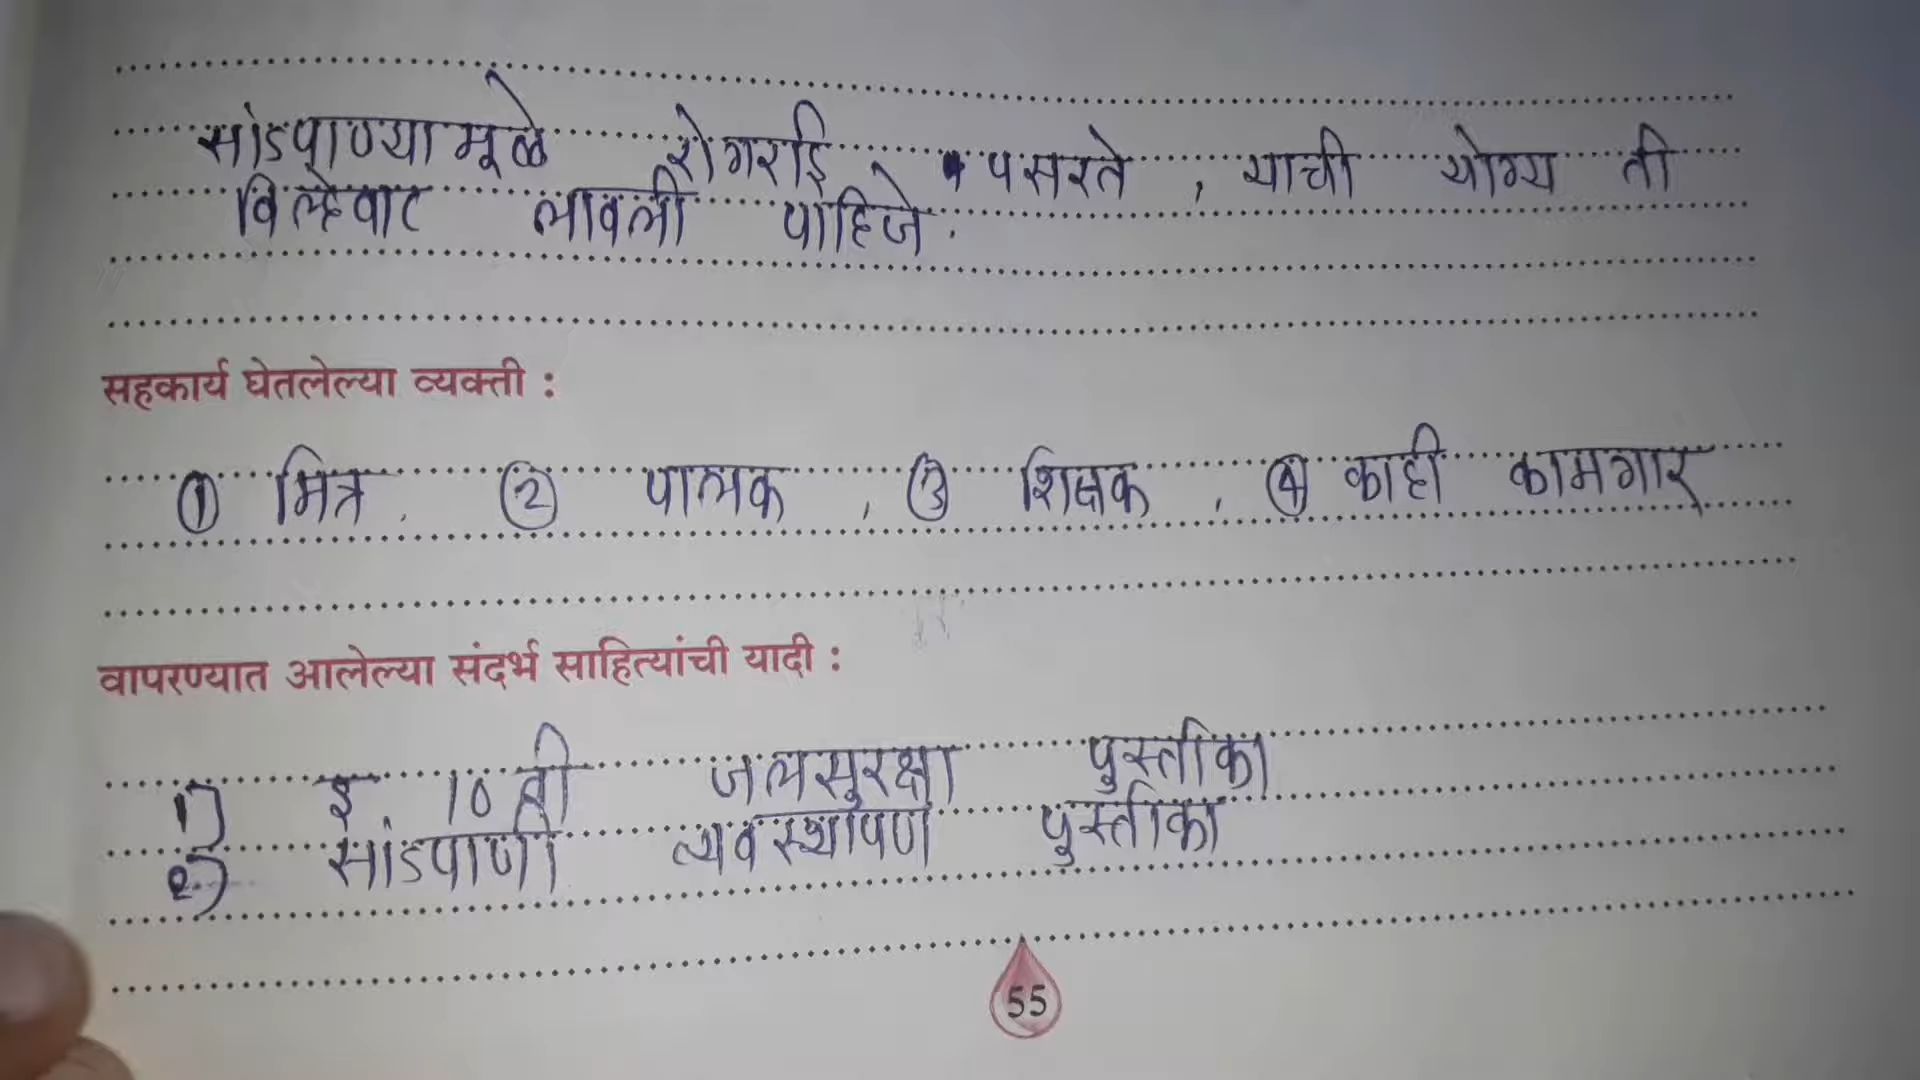 सांडपाण्यामूळे रोगराई पसरते , याची योग्य ती
विल्हेवाट लावली पाहिजे .
सहकार्य घेतलेल्या व्यक्ती :
① मित्र , ② पालक , ③ शिक्षक , ④ काही कामगार
वापरण्यात आलेल्या संदर्भ साहित्यांची यादी :
1) इ. 10 वी जलसुरक्षा पुस्तीका
2) सांडपाणी व्यवस्थापण पुस्तीका
55